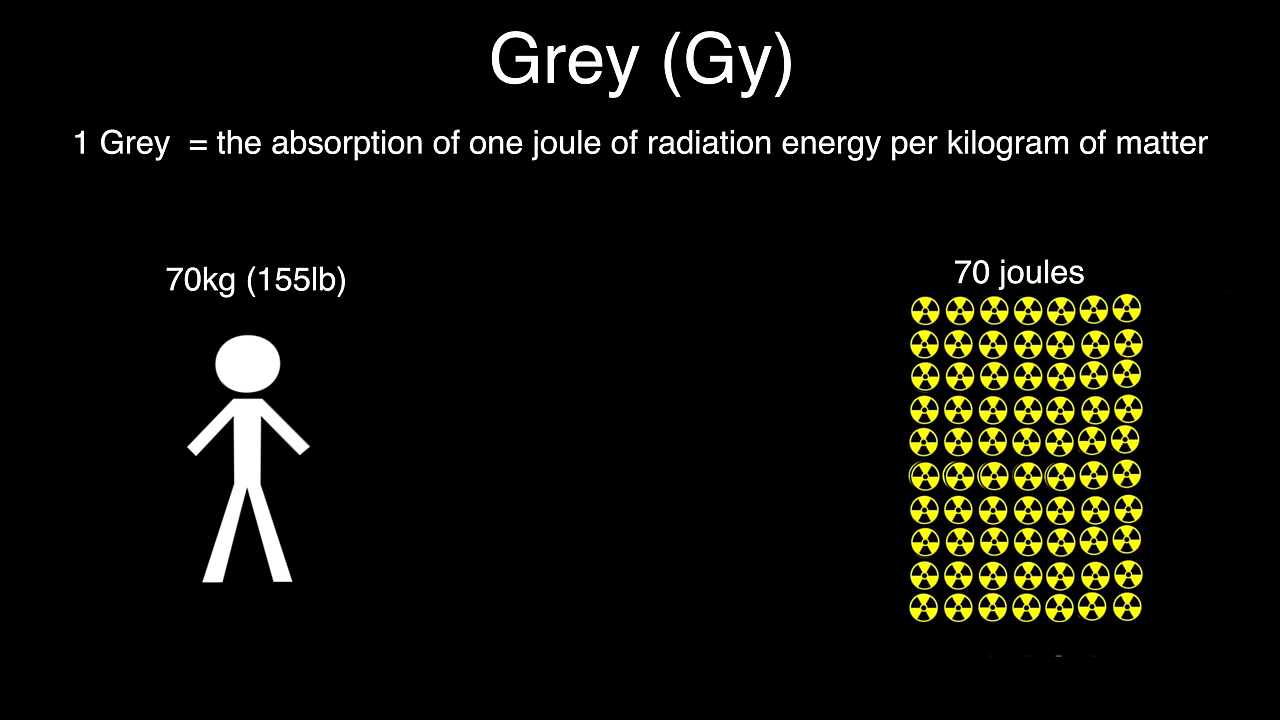 Grey (Gy)
1 Grey = the absorption of one joule of radiation energy per kilogram of matter
70kg (155lb)
70 joules